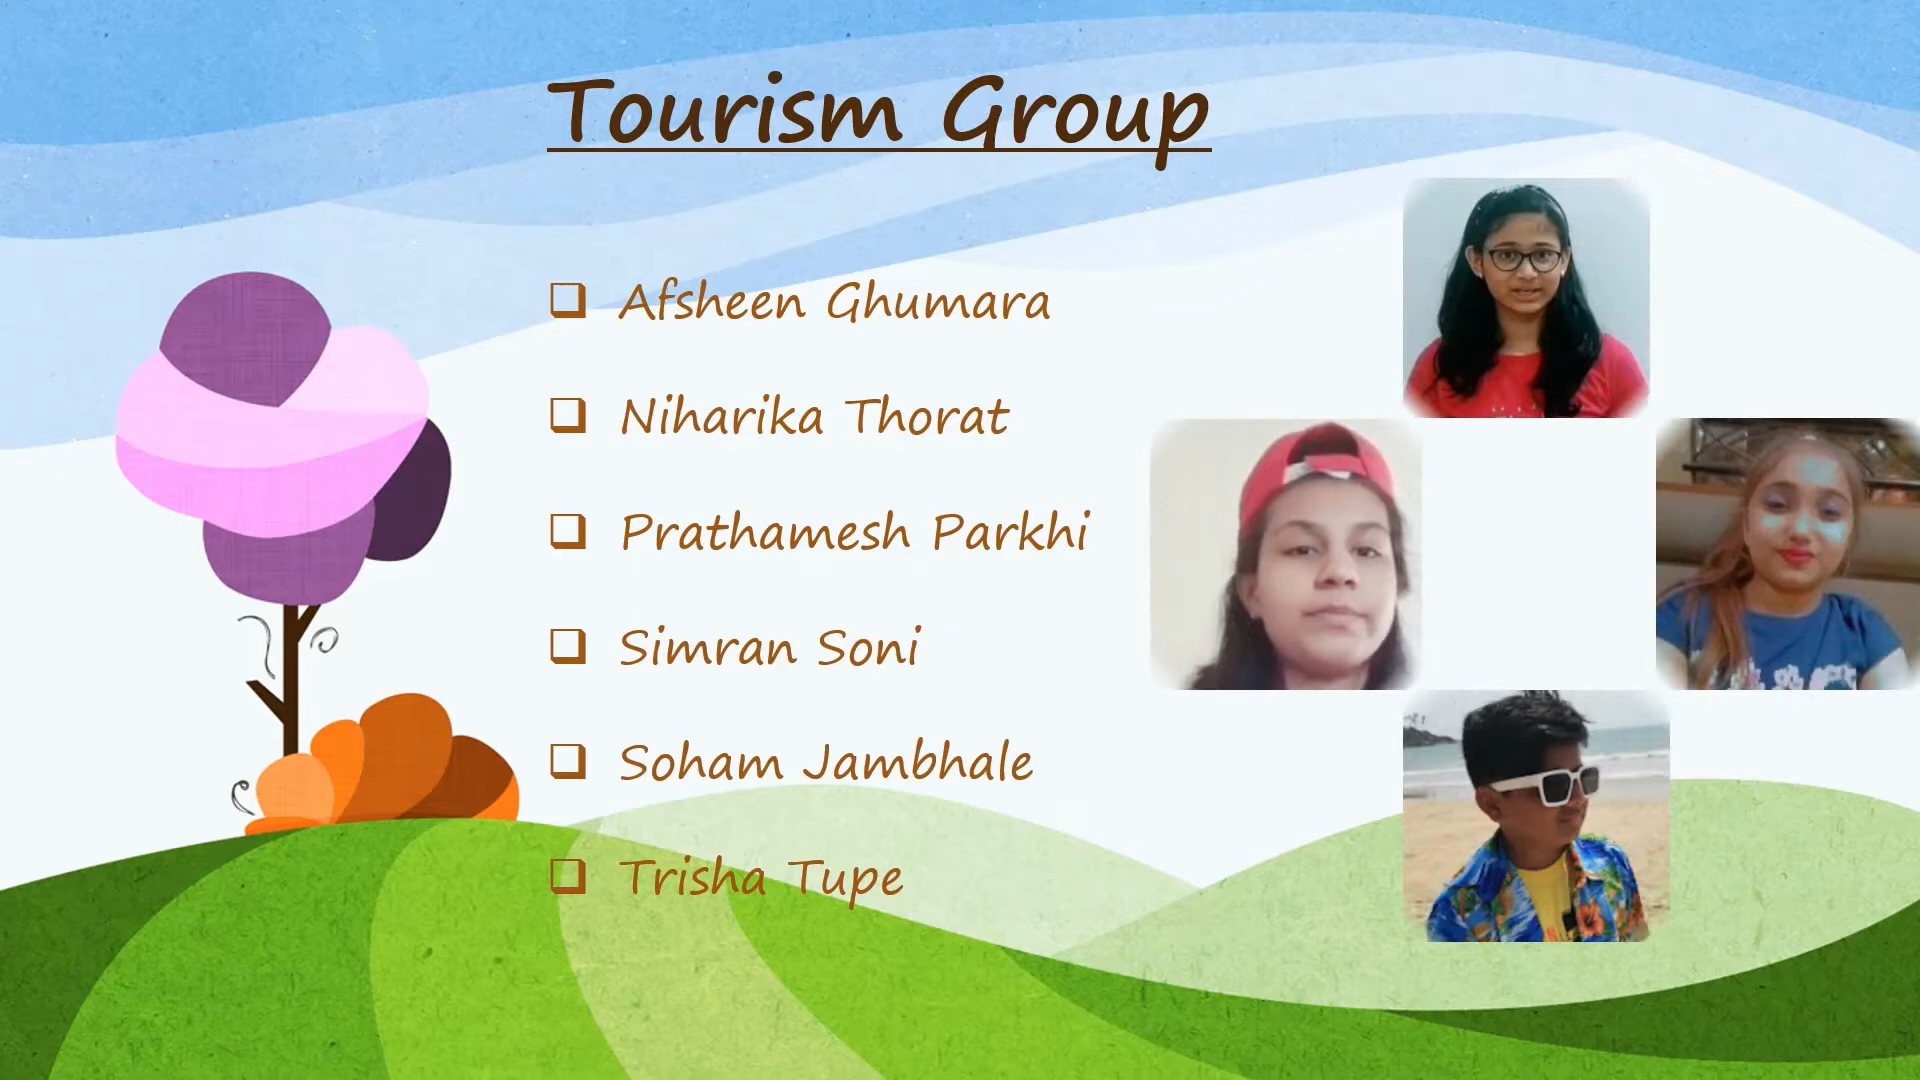 Tourism Group
❑ Afsheen Ghumara
❑ Niharika Thorat
❑ Prathamesh Parkhi
❑ Simran Soni
❑ Soham Jambhale
❑ Trisha Tupe